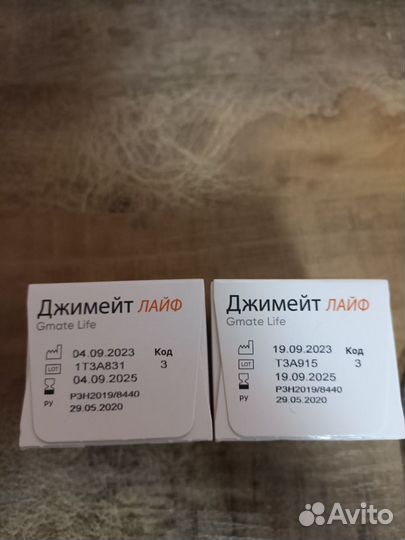 Джимейт ЛАЙФ
Gmate Life
04.09.2023 Код
LOT 1T3A831 3
04.09.2025
РУ РЗН2019/8440
29.05.2020
Джимейт ЛАЙФ
Gmate Life
19.09.2023 Код
LOT T3A915 3
19.09.2025
РУ РЗН2019/8440
29.05.2020
Avito